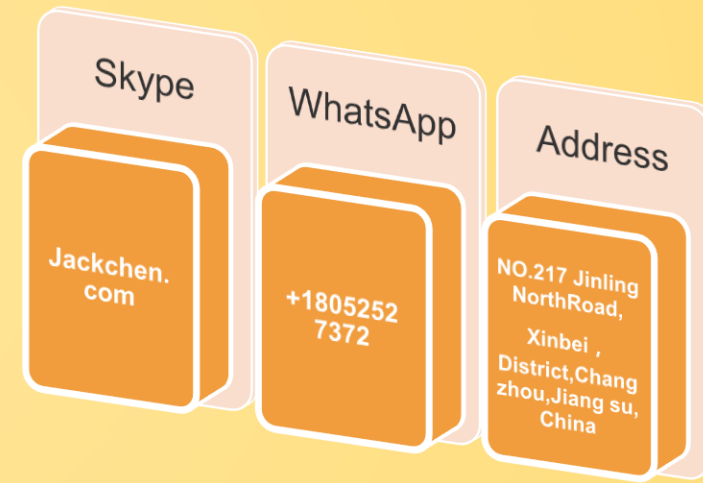 Skype
Jackchen.
com
WhatsApp
+1805252
7372
Address
NO.217 Jinling
NorthRoad,
Xinbei，
District,Chang
zhou,Jiang su,
China